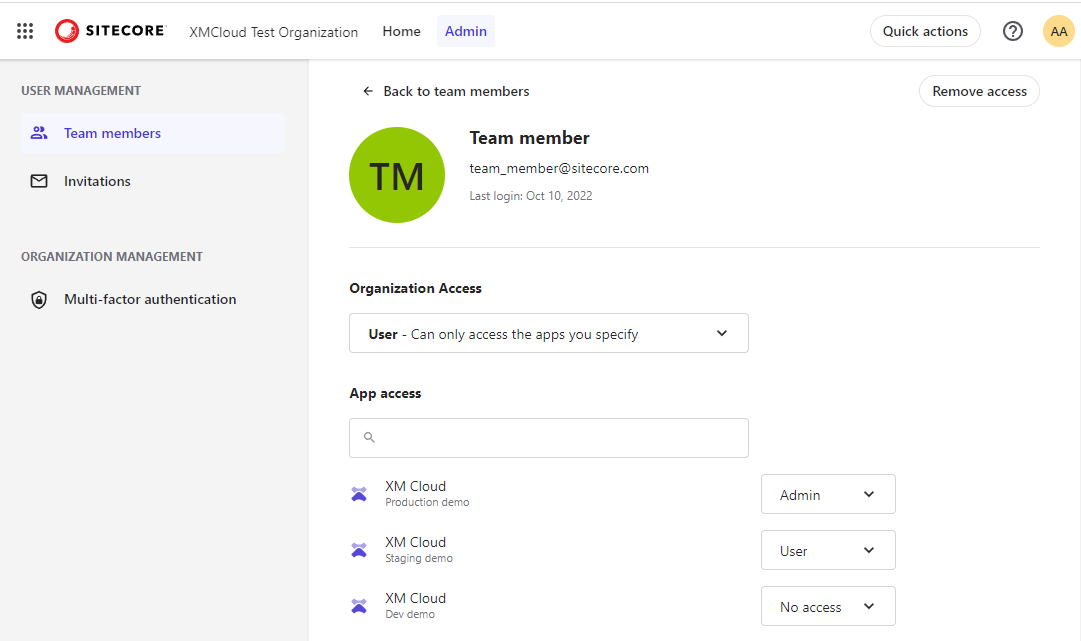 SITECORE XMCloud Test Organization Home Admin Quick actions AA
USER MANAGEMENT
Team members
Invitations
ORGANIZATION MANAGEMENT
Multi-factor authentication
Back to team members
Remove access
TM
Team member
team_member@sitecore.com
Last login: Oct 10, 2022
Organization Access
User - Can only access the apps you specify
App access
XM Cloud
Production demo
Admin
XM Cloud
Staging demo
User
XM Cloud
Dev demo
No access